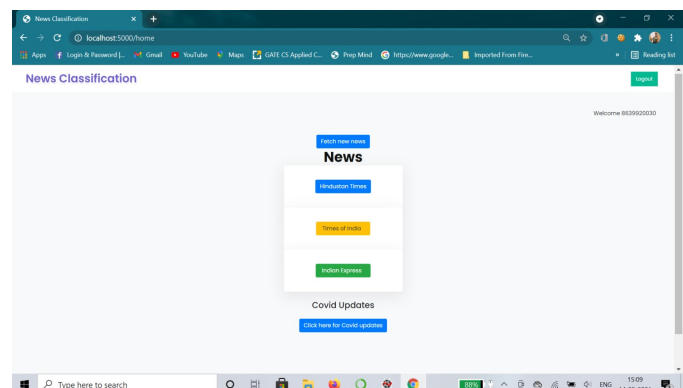 News Classification
localhost:5000/home
Apps Login & Password |... Gmail YouTube Maps GATE CS Applied C... Prep Mind https://www.google... Imported From Fire... » Reading list
News Classification
Logout
Welcome 8639920030
Fetch new news
News
Hindustan Times
Times of India
Indian Express
Covid Updates
Click here for Covid updates
Type here to search
88%
ENG
15:09